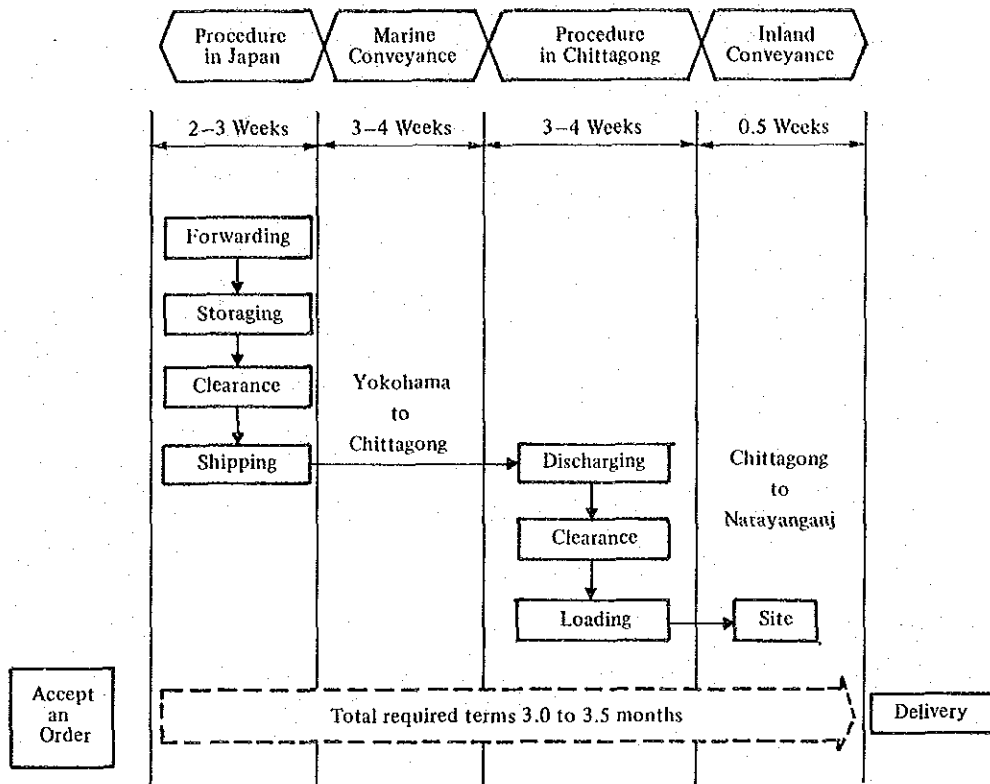 Procedure
in Japan
Marine
Conveyance
Procedure
in Chittagong
Inland
Conveyance
2–3 Weeks
3–4 Weeks
3–4 Weeks
0.5 Weeks
Forwarding
Storaging
Clearance
Shipping
Yokohama
to
Chittagong
Discharging
Clearance
Loading
Chittagong
to
Narayanganj
Site
Accept
an
Order
Total required terms 3.0 to 3.5 months
Delivery